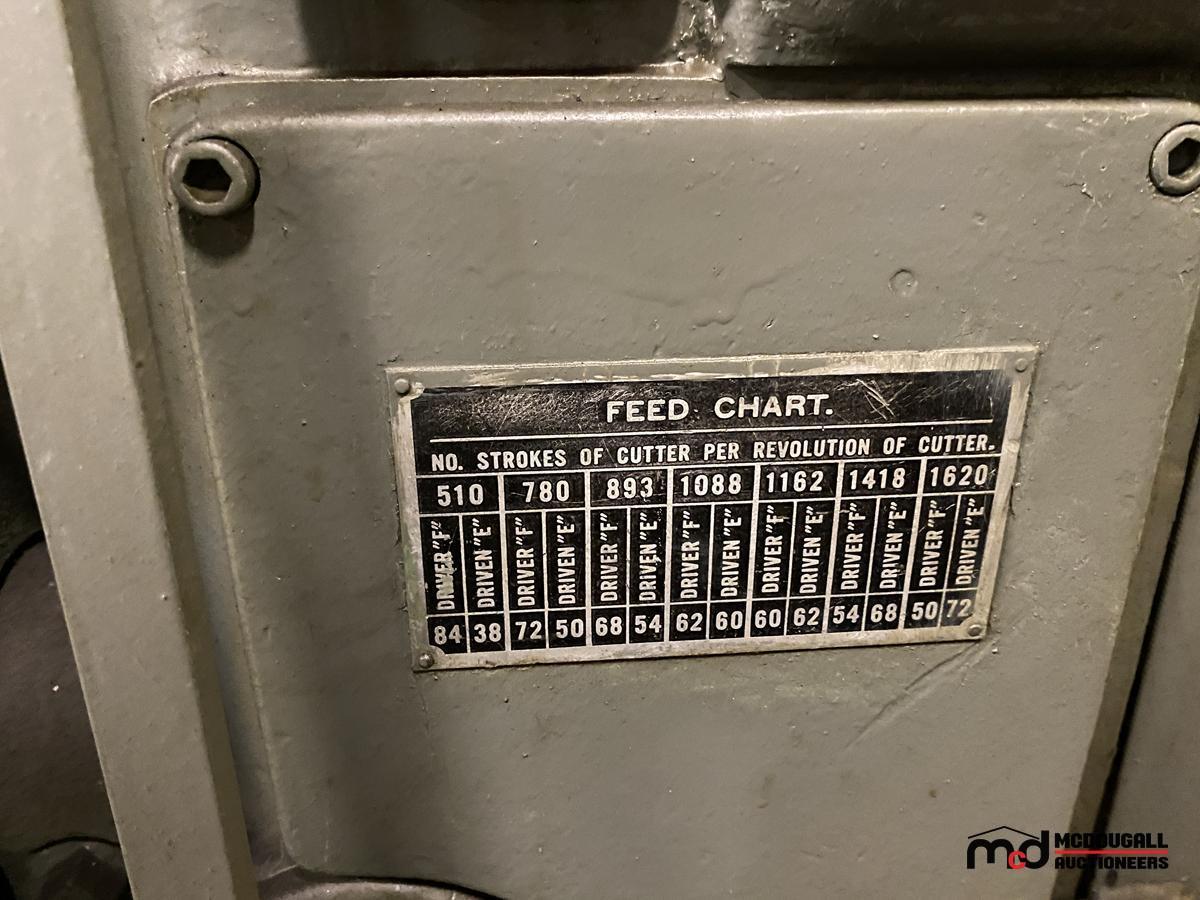 FEED CHART.
NO. STROKES OF CUTTER PER REVOLUTION OF CUTTER.
510 780 893 1088 1162 1418 1620
DRIVER "F" DRIVEN "E" DRIVER "F" DRIVEN "E" DRIVER "F" DRIVEN "E" DRIVER "F" DRIVEN "E" DRIVER "F" DRIVEN "E" DRIVER "F" DRIVEN "E" DRIVER "F" DRIVEN "E"
84 38 72 50 68 54 62 60 60 62 54 68 50 72
mcd MCDOUGALL
AUCTIONEERS